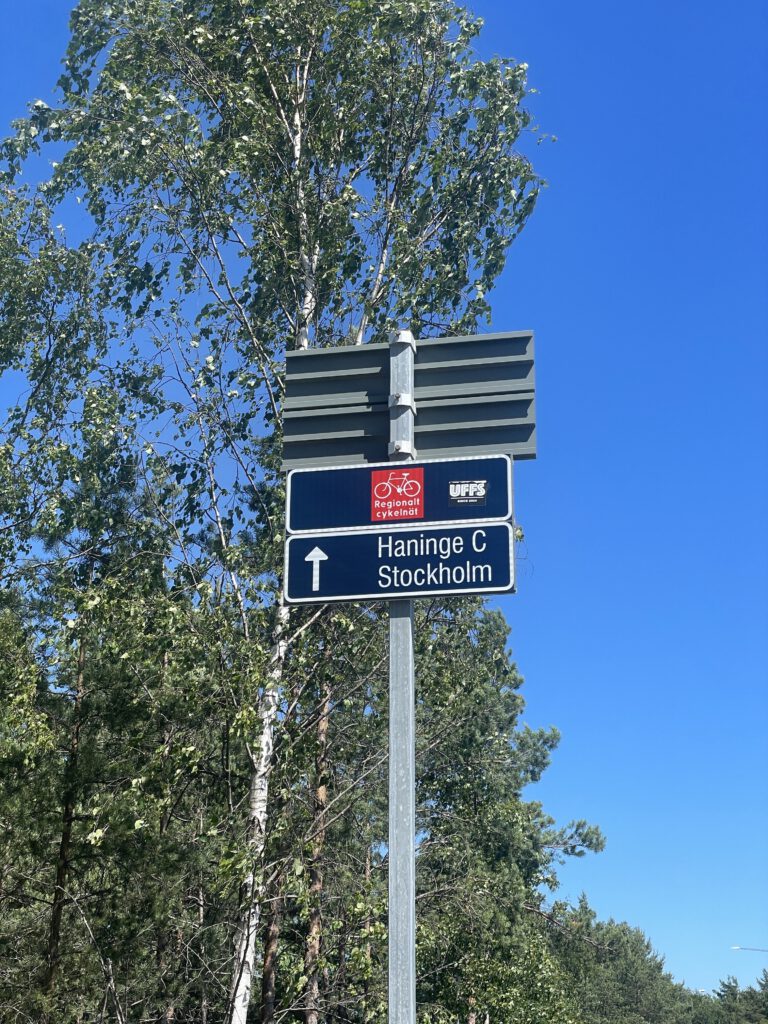 Regionalt
cykelnät
UFFS
Haninge C
Stockholm